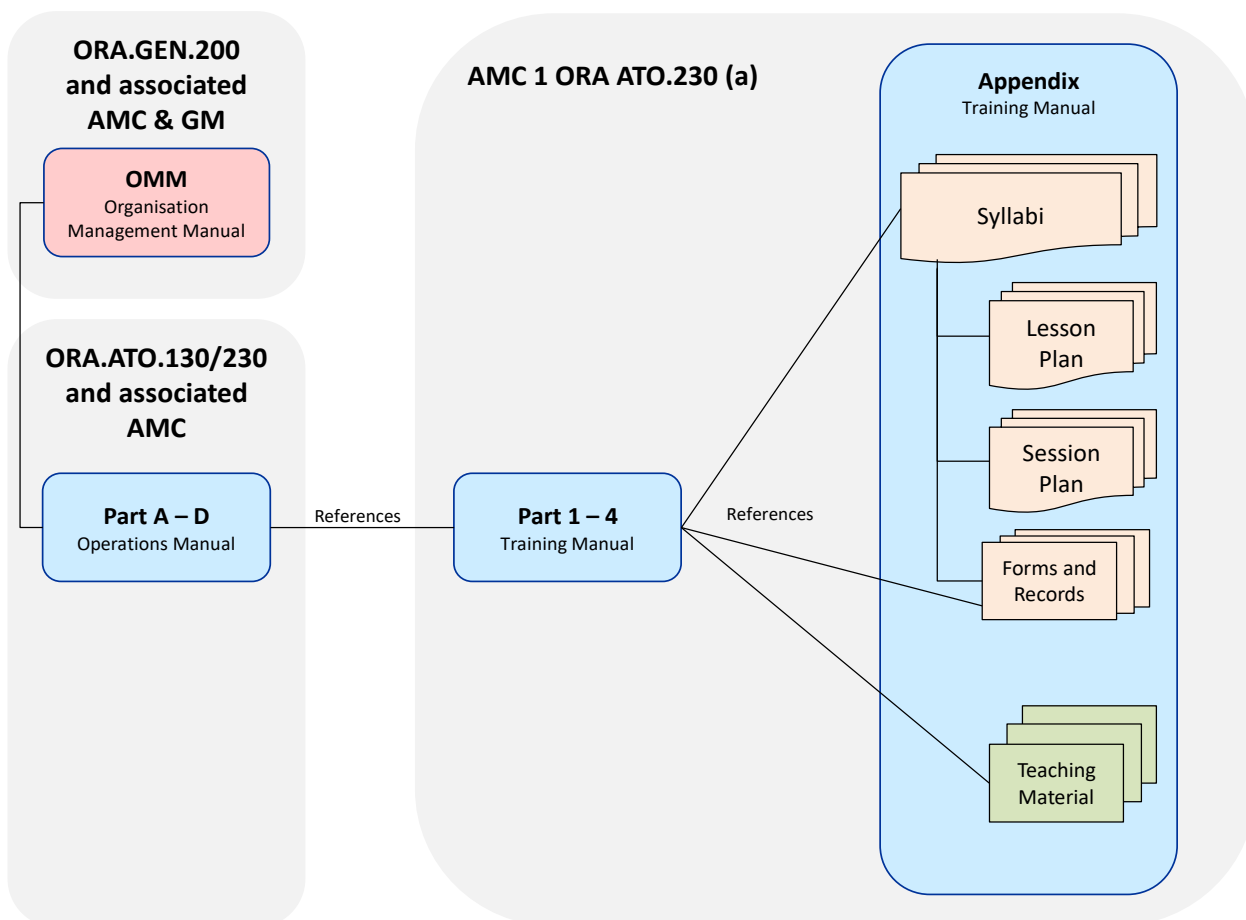 ORA.GEN.200
and associated
AMC & GM
OMM
Organisation
Management Manual
ORA.ATO.130/230
and associated
AMC
Part A – D
Operations Manual
References
AMC 1 ORA ATO.230 (a)
Part 1 – 4
Training Manual
References
Appendix
Training Manual
Syllabi
Lesson
Plan
Session
Plan
Forms and
Records
Teaching
Material